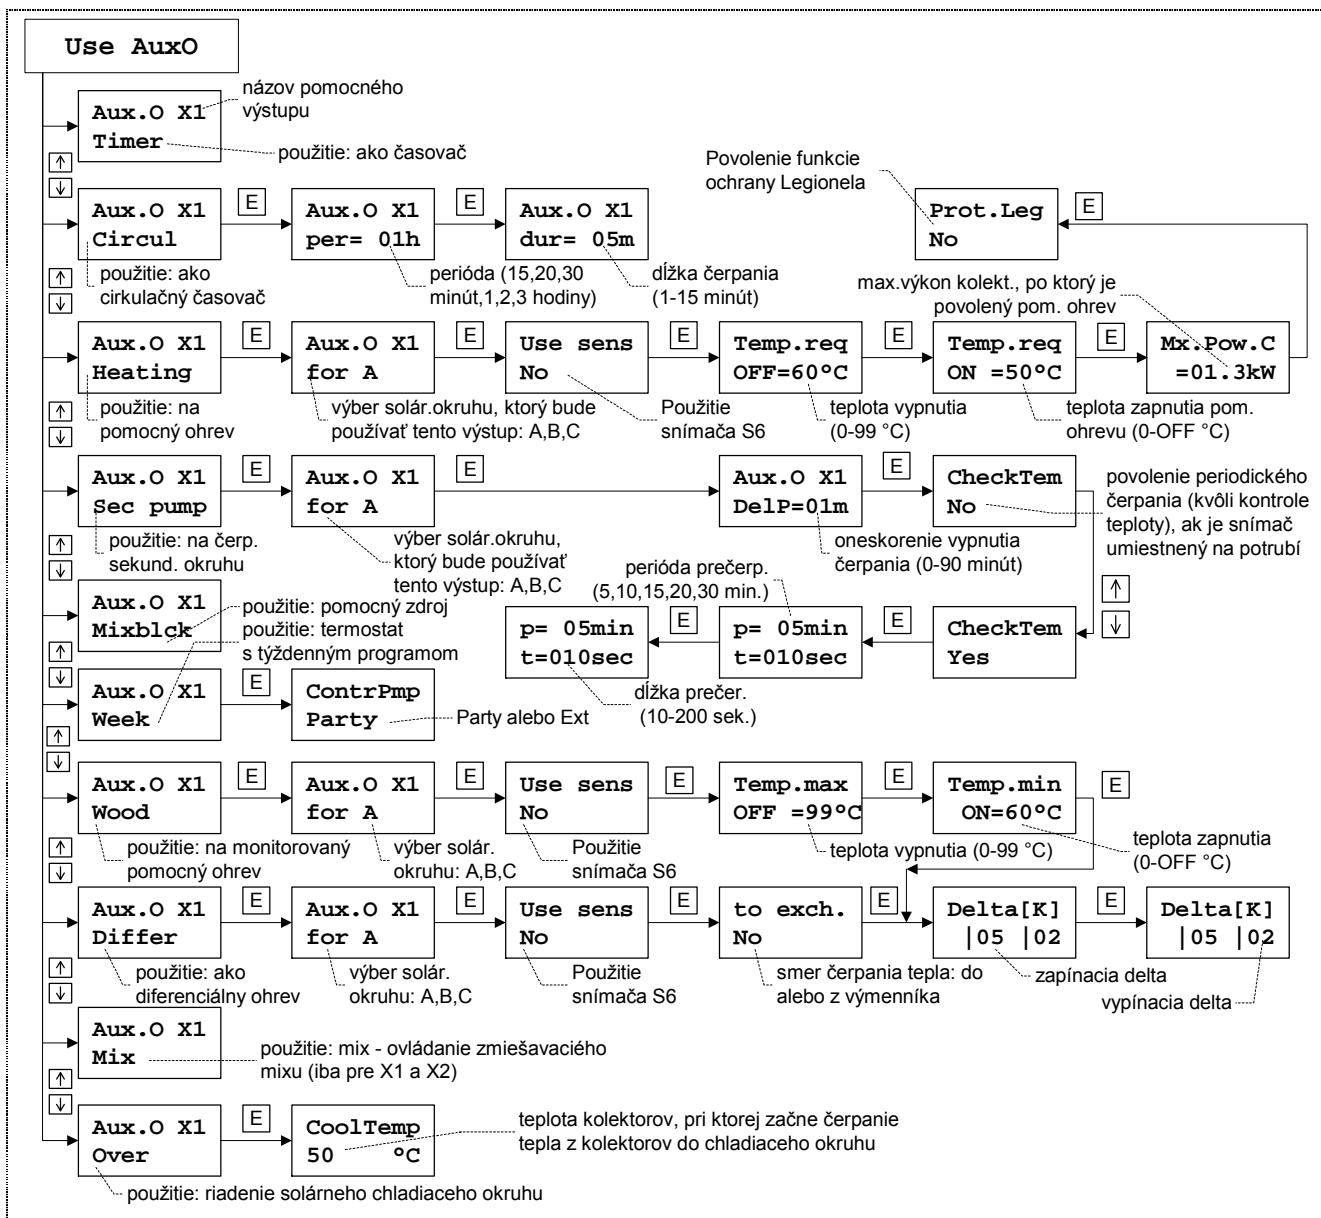 Use AuxO
názov pomocného
výstupu
Aux.O X1
Timer
použitie: ako časovač
↑
↓
Aux.O X1
Circul
E
Aux.O X1
per= 01h
E
Aux.O X1
dur= 05m
použitie: ako
cirkulačný časovač
perióda (15,20,30
minút,1,2,3 hodiny)
dĺžka čerpania
(1-15 minút)
Povolenie funkcie
ochrany Legionela
Prot.Leg
No
E
max.výkon kolekt., po ktorý je
povolený pom. ohrev
↑
↓
Aux.O X1
Heating
E
Aux.O X1
for A
E
Use sens
No
E
Temp.req
OFF=60°C
E
Temp.req
ON =50°C
E
Mx.Pow.C
=01.3kW
použitie: na
pomocný ohrev
výber solár.okruhu, ktorý bude
používať tento výstup: A,B,C
Použitie
snímača S6
teplota vypnutia
(0-99 °C)
teplota zapnutia pom.
ohrevu (0-OFF °C)
↑
↓
Aux.O X1
Sec pump
E
Aux.O X1
for A
E
Aux.O X1
DelP=01m
E
CheckTem
No
povolenie periodického
čerpania (kvôli kontrole
teploty), ak je snímač
umiestnený na potrubí
použitie: na čerp.
sekund. okruhu
výber solár.okruhu,
ktorý bude používať
tento výstup: A,B,C
oneskorenie vypnutia
čerpania (0-90 minút)
↑
↓
perióda prečerp.
(5,10,15,20,30 min.)
p= 05min
t=010sec
E
p= 05min
t=010sec
E
CheckTem
Yes
dĺžka prečer.
(10-200 sek.)
↑
↓
Aux.O X1
Mixblck
použitie: pomocný zdroj
použitie: termostat
s týždenným programom
↑
↓
Aux.O X1
Week
E
ContrPmp
Party
Party alebo Ext
↑
↓
Aux.O X1
Wood
E
Aux.O X1
for A
E
Use sens
No
E
Temp.max
OFF =99°C
E
Temp.min
ON=60°C
E
použitie: na monitorovaný
pomocný ohrev
výber solár.
okruhu: A,B,C
Použitie
snímača S6
teplota vypnutia (0-99 °C)
teplota zapnutia
(0-OFF °C)
↑
↓
Aux.O X1
Differ
E
Aux.O X1
for A
E
Use sens
No
E
to exch.
No
E
Delta[K]
|05 |02
E
Delta[K]
|05 |02
použitie: ako
diferenciálny ohrev
výber solár.
okruhu: A,B,C
Použitie
snímača S6
smer čerpania tepla: do
alebo z výmenníka
zapínacia delta
vypínacia delta
↑
↓
Aux.O X1
Mix
použitie: mix - ovládanie zmiešavaciého
mixu (iba pre X1 a X2)
↑
↓
Aux.O X1
Over
E
CoolTemp
50 °C
teplota kolektorov, pri ktorej začne čerpanie
tepla z kolektorov do chladiaceho okruhu
použitie: riadenie solárneho chladiaceho okruhu